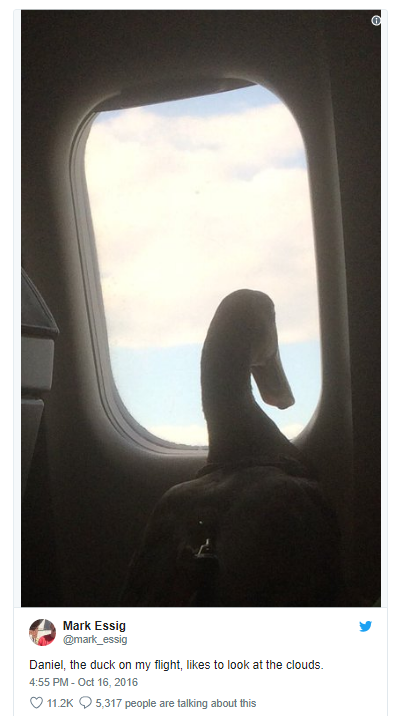 Mark Essig
@mark_essig
Daniel, the duck on my flight, likes to look at the clouds.
4:55 PM - Oct 16, 2016
11.2K 5,317 people are talking about this